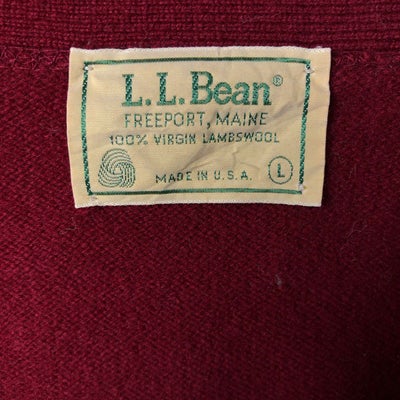 L.L.Bean®
FREEPORT, MAINE
100% VIRGIN LAMBSWOOL
MADE IN U.S.A. L